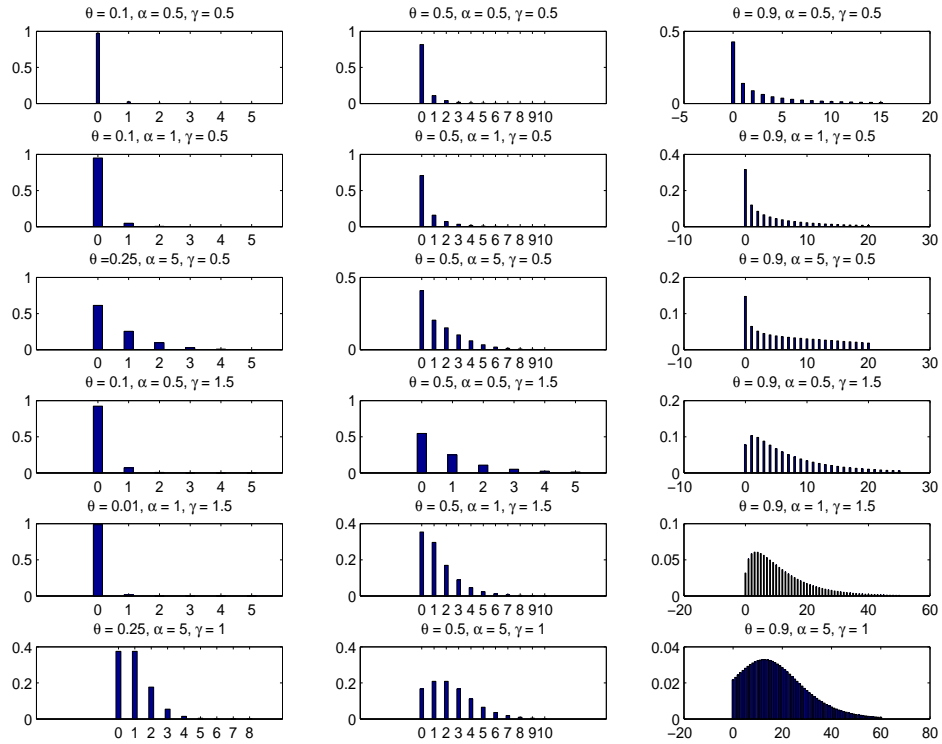 θ = 0.1, α = 0.5, γ = 0.5
1
0.5
0
0 1 2 3 4 5
θ = 0.5, α = 0.5, γ = 0.5
1
0.5
0
0 1 2 3 4 5 6 7 8 910
θ = 0.9, α = 0.5, γ = 0.5
0.5
0
−5 0 5 10 15 20
θ = 0.1, α = 1, γ = 0.5
1
0.5
0
0 1 2 3 4 5
θ = 0.5, α = 1, γ = 0.5
1
0.5
0
0 1 2 3 4 5 6 7 8 910
θ = 0.9, α = 1, γ = 0.5
0.4
0.2
0
−10 0 10 20 30
θ =0.25, α = 5, γ = 0.5
1
0.5
0
0 1 2 3 4 5
θ = 0.5, α = 5, γ = 0.5
0.5
0
0 1 2 3 4 5 6 7 8 910
θ = 0.9, α = 5, γ = 0.5
0.2
0.1
0
−10 0 10 20 30
θ = 0.1, α = 0.5, γ = 1.5
1
0.5
0
0 1 2 3 4 5
θ = 0.5, α = 0.5, γ = 1.5
1
0.5
0
0 1 2 3 4 5
θ = 0.9, α = 0.5, γ = 1.5
0.2
0.1
0
−10 0 10 20 30
θ = 0.01, α = 1, γ = 1.5
1
0.5
0
0 1 2 3 4 5
θ = 0.5, α = 1, γ = 1.5
0.4
0.2
0
0 1 2 3 4 5 6 7 8 910
θ = 0.9, α = 1, γ = 1.5
0.1
0.05
0
−20 0 20 40 60
θ = 0.25, α = 5, γ = 1
0.4
0.2
0
0 1 2 3 4 5 6 7 8
θ = 0.5, α = 5, γ = 1
0.4
0.2
0
0 1 2 3 4 5 6 7 8 910
θ = 0.9, α = 5, γ = 1
0.04
0.02
0
−20 0 20 40 60 80